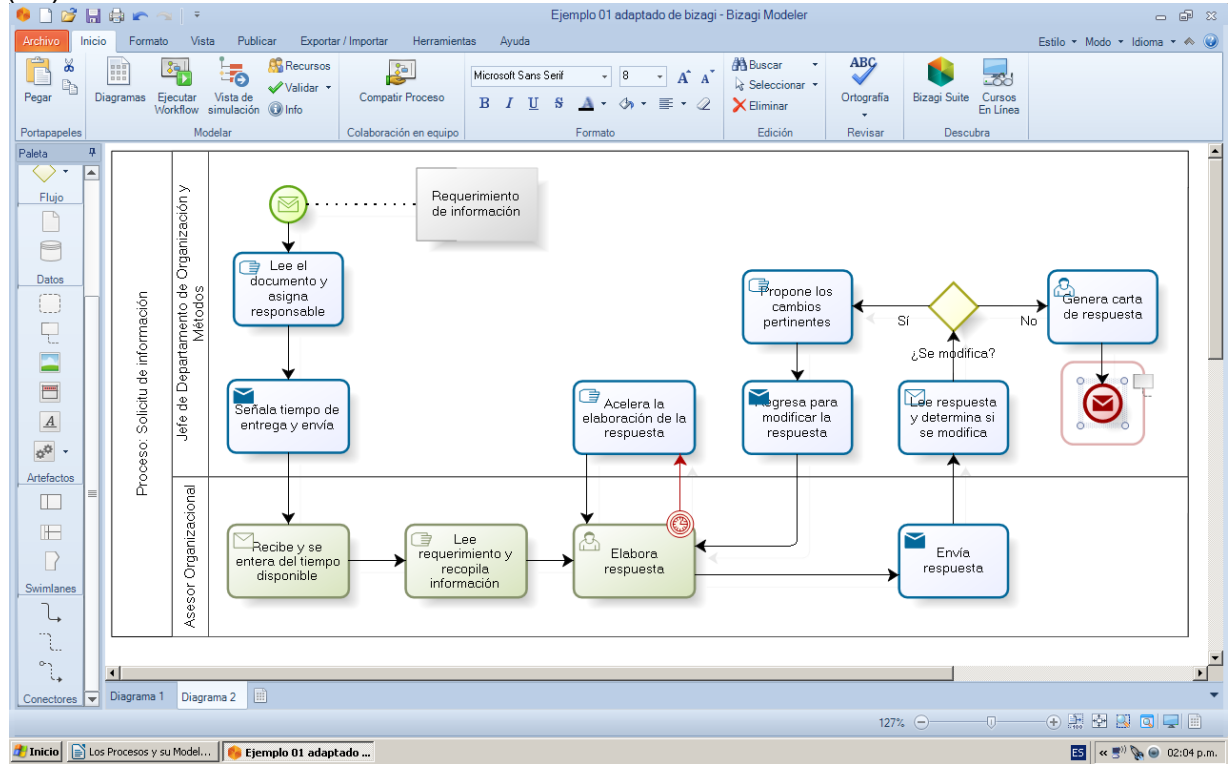 Ejemplo 01 adaptado de bizagi - Bizagi Modeler
Archivo Inicio Formato Vista Publicar Exportar / Importar Herramientas Ayuda
Estilo Modo Idioma
Pegar
Portapapeles
Diagramas
Ejecutar
Workflow
Vista de
simulación
Recursos
Validar
Info
Modelar
Compatir Proceso
Colaboración en equipo
Microsoft Sans Serif 8
B I U S A
Formato
Buscar
Seleccionar
Eliminar
Edición
ABC
Ortografía
Revisar
Bizagi Suite
Cursos
En Línea
Descubra
Paleta
Flujo
Datos
A
Artefactos
Swimlanes
Conectores
Proceso: Solicitu de información
Jefe de Departamento de Organización y
Métodos
Requerimiento
de información
Lee el
documento y
asigna
responsable
Señala tiempo de
entrega y envía
Acelera la
elaboración de la
respuesta
Propone los
cambios
pertinentes
Sí
No
¿Se modifica?
Genera carta
de respuesta
Regresa para
modificar la
respuesta
Lee respuesta
y determina si
se modifica
Asesor Organizacional
Recibe y se
entera del tiempo
disponible
Lee
requerimiento y
recopila
información
Elabora
respuesta
Envía
respuesta
Diagrama 1 Diagrama 2
127%
Inicio Los Procesos y su Model... Ejemplo 01 adaptado ...
ES 02:04 p.m.